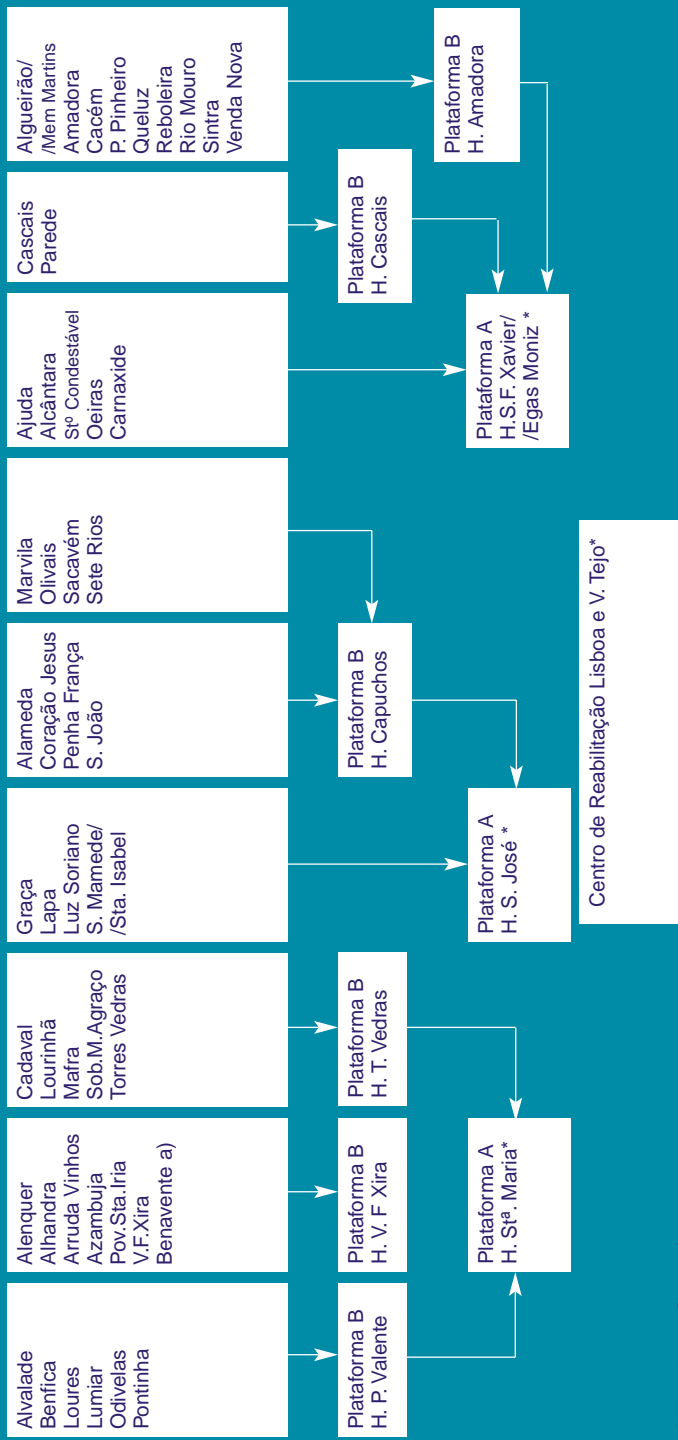 Alvalade
Benfica
Loures
Lumiar
Odivelas
Pontinha
Alenquer
Alhandra
Arruda Vinhos
Azambuja
Pov.Sta.Iria
V.F.Xira
Benavente a)
Cadaval
Lourinhã
Mafra
Sob.M.Agraço
Torres Vedras
Graça
Lapa
Luz Soriano
S. Mamede/
/Sta. Isabel
Alameda
Coração Jesus
Penha França
S. João
Marvila
Olivais
Sacavém
Sete Rios
Ajuda
Alcântara
Stº Condestável
Oeiras
Carnaxide
Cascais
Parede
Algueirão/
/Mem Martins
Amadora
Cacém
P. Pinheiro
Queluz
Reboleira
Rio Mouro
Sintra
Venda Nova
Plataforma B
H. P. Valente
Plataforma B
H. V. F Xira
Plataforma B
H. T. Vedras
Plataforma B
H. Capuchos
Plataforma B
H. Cascais
Plataforma B
H. Amadora
Plataforma A
H. Stª. Maria*
Plataforma A
H. S. José *
Plataforma A
H.S.F. Xavier/
/Egas Moniz *
Centro de Reabilitação Lisboa e V. Tejo*